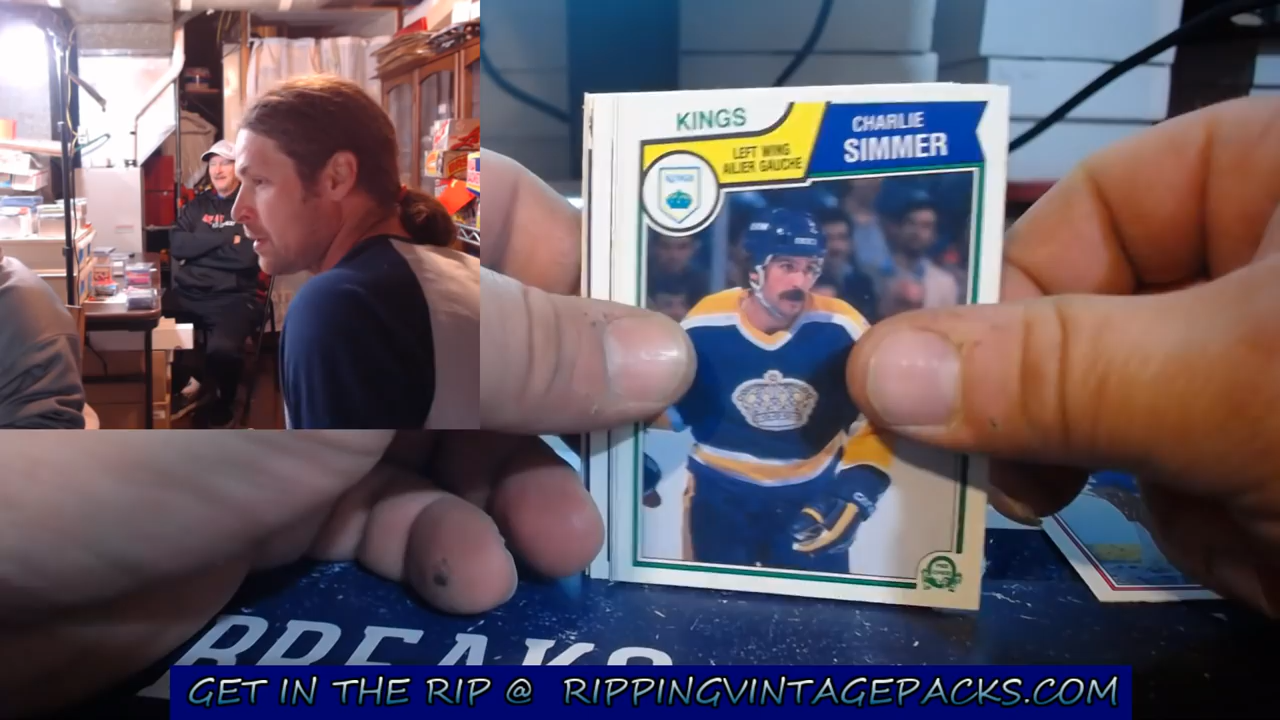 KINGS
CHARLIE
SIMMER
LEFT WING
AILIER GAUCHE
BREAKS
GET IN THE RIP @ RIPPINGVINTAGEPACKS.COM